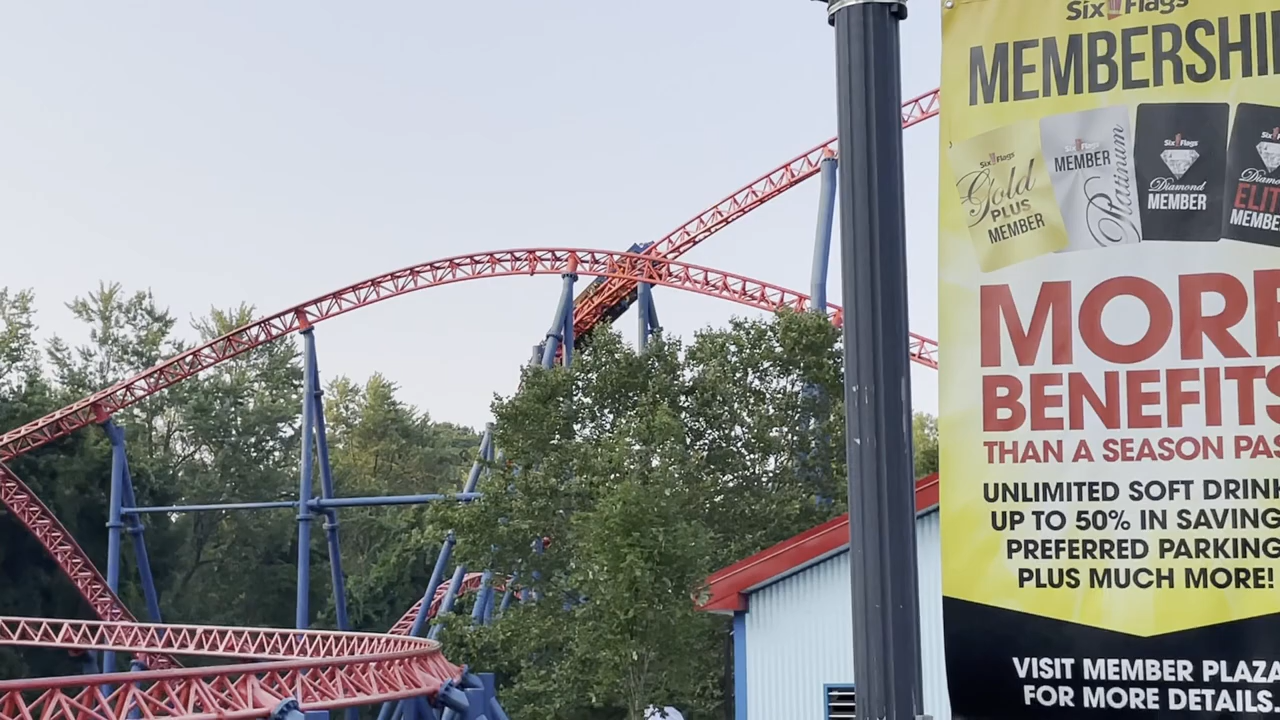 Six Flags
MEMBERSHI
Six Flags
Gold
PLUS
MEMBER
Six Flags
MEMBER
Platinum
Six Flags
Diamond
MEMBER
Six Flags
Diamo
ELIT
MEMBE
MORE
BENEFITS
THAN A SEASON PAS
UNLIMITED SOFT DRINK
UP TO 50% IN SAVING
PREFERRED PARKING
PLUS MUCH MORE!
VISIT MEMBER PLAZA
FOR MORE DETAILS.